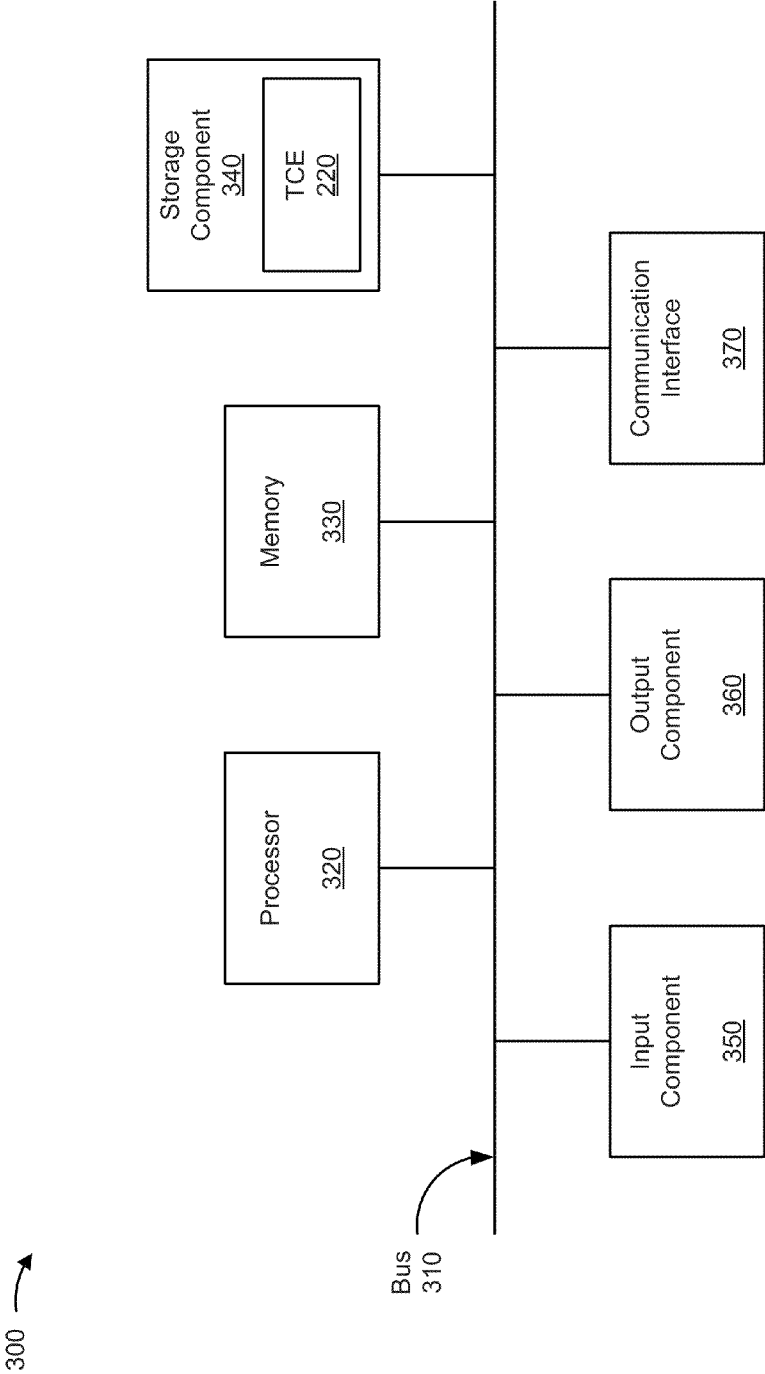 300
Bus
310
Processor
320
Memory
330
Storage
Component
340
TCE
220
Input
Component
350
Output
Component
360
Communication
Interface
370